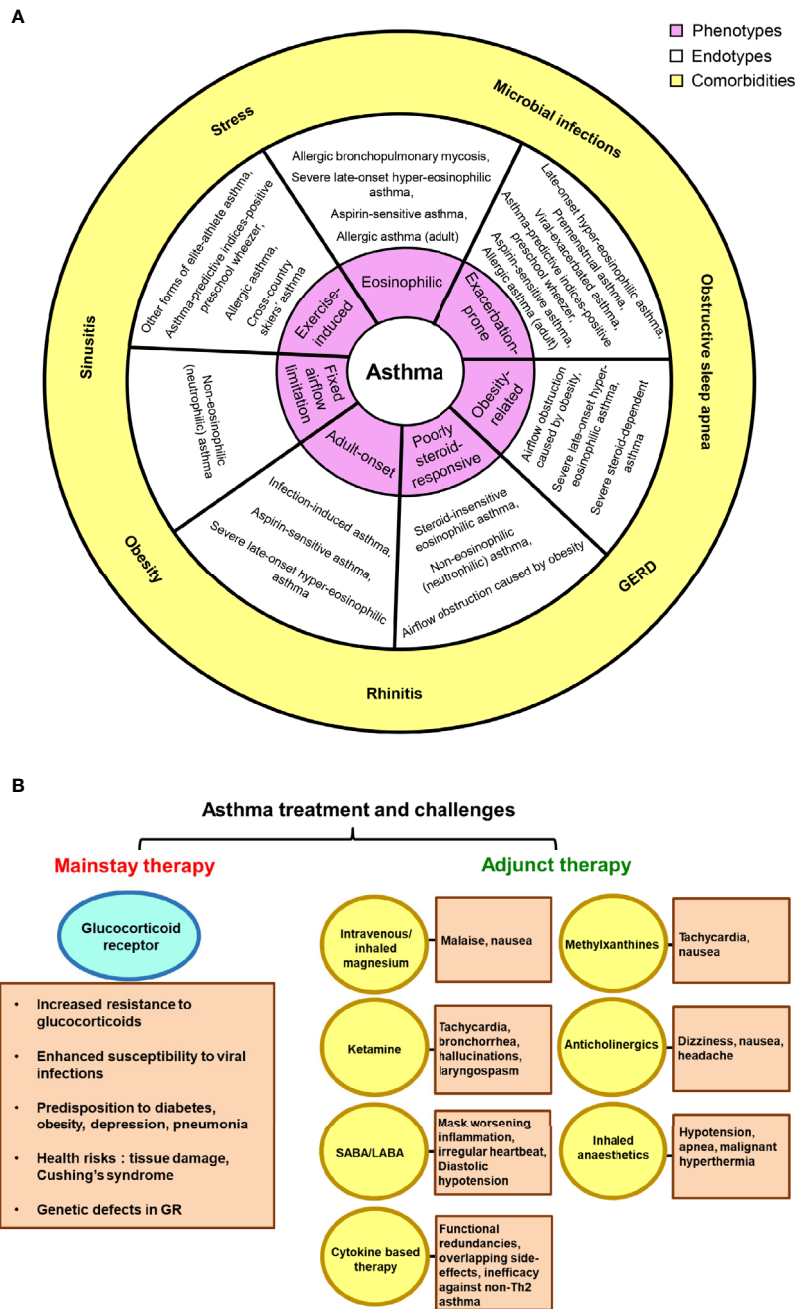 A
Phenotypes
Endotypes
Comorbidities
Stress
Microbial infections
Obstructive sleep apnea
GERD
Rhinitis
Obesity
Sinusitis
Allergic bronchopulmonary mycosis,
Severe late-onset hyper-eosinophilic
asthma,
Aspirin-sensitive asthma,
Allergic asthma (adult)
Late-onset hyper-eosinophilic asthma,
Premenstrual asthma,
Viral-exacerbated asthma,
Asthma-predictive indices-positive
preschool wheezer,
Aspirin-sensitive asthma,
Allergic asthma (adult)
Airflow obstruction
caused by obesity,
Severe late-onset hyper-
eosinophilic asthma,
Severe steroid-dependent
asthma
Steroid-insensitive
eosinophilic asthma,
Non-eosinophilic
(neutrophilic) asthma,
Airflow obstruction caused by obesity
Infection-induced asthma,
Aspirin-sensitive asthma,
Severe late-onset hyper-eosinophilic
asthma
Non-eosinophilic
(neutrophilic) asthma
Other forms of elite-athlete asthma,
Asthma-predictive indices-positive
preschool wheezer,
Allergic asthma,
Cross-country
skiers' asthma
Eosinophilic
Exacerbation-
prone
Obesity-
related
Poorly
steroid-
responsive
Adult-onset
Fixed
airflow
limitation
Exercise-
induced
Asthma
B
Asthma treatment and challenges
Mainstay therapy
Adjunct therapy
Glucocorticoid
receptor
• Increased resistance to
glucocorticoids
• Enhanced susceptibility to viral
infections
• Predisposition to diabetes,
obesity, depression, pneumonia
• Health risks : tissue damage,
Cushing's syndrome
• Genetic defects in GR
Intravenous/
inhaled
magnesium
Malaise, nausea
Methylxanthines
Tachycardia,
nausea
Ketamine
Tachycardia,
bronchorrhea,
hallucinations,
laryngospasm
Anticholinergics
Dizziness, nausea,
headache
SABA/LABA
Mask worsening
inflammation,
irregular heartbeat,
Diastolic
hypotension
Inhaled
anaesthetics
Hypotension,
apnea, malignant
hyperthermia
Cytokine based
therapy
Functional
redundancies,
overlapping side-
effects, inefficacy
against non-Th2
asthma